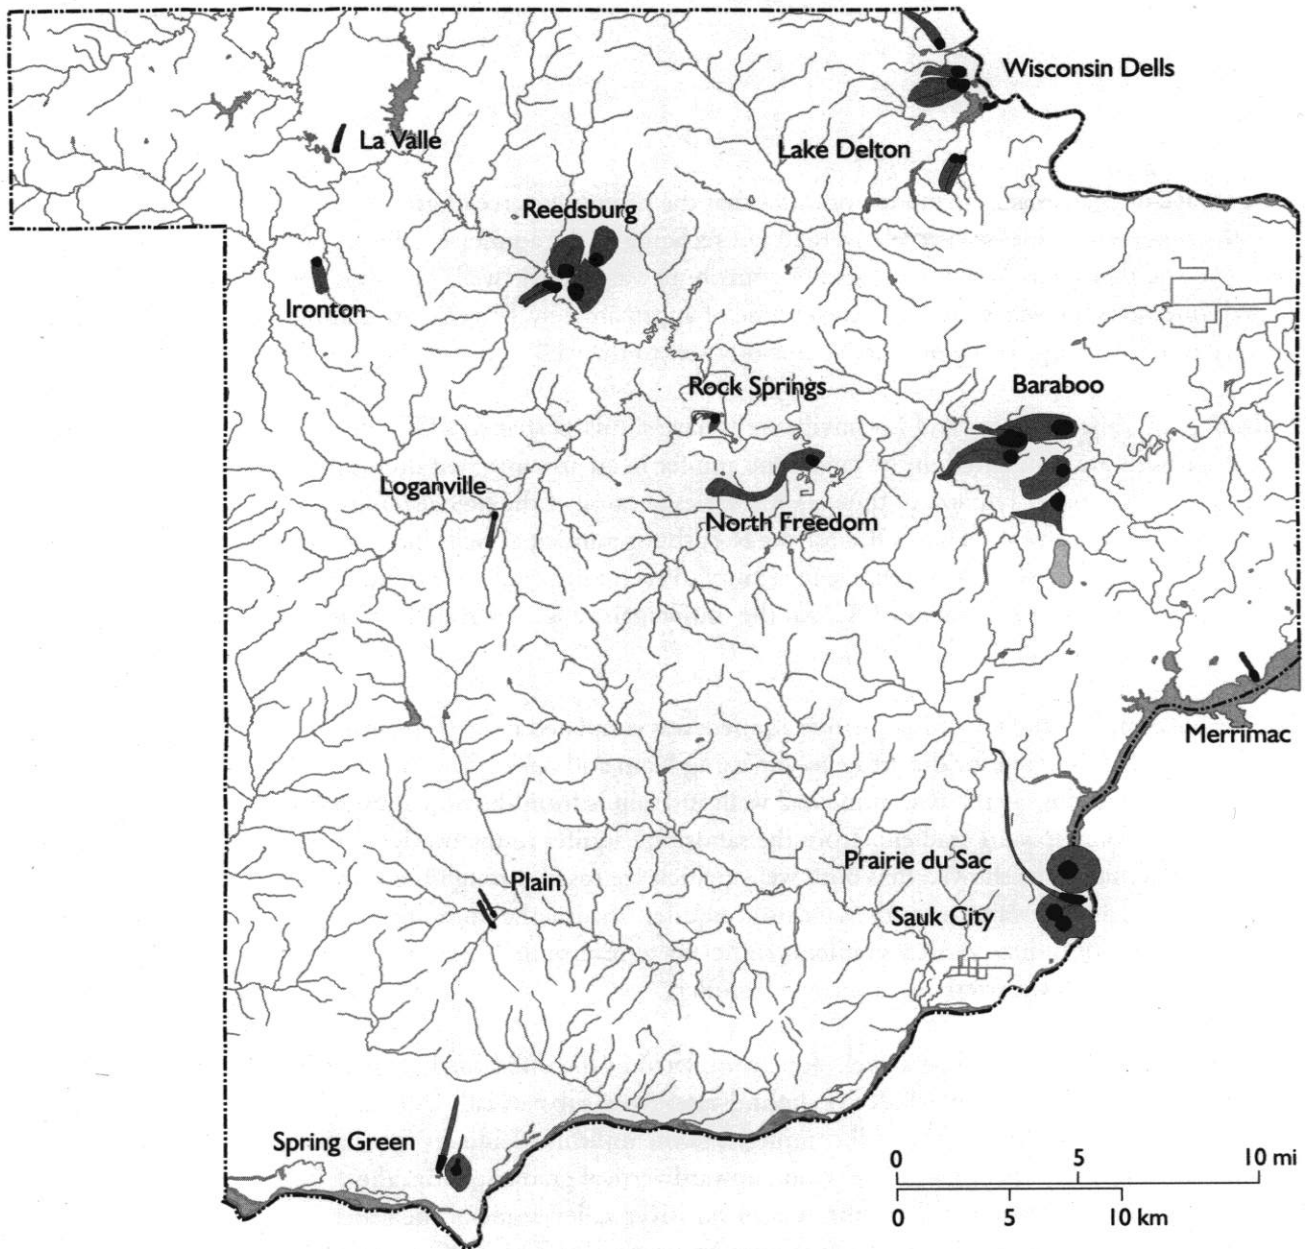 Wisconsin Dells
La Valle
Lake Delton
Reedsburg
Ironton
Rock Springs
Baraboo
Loganville
North Freedom
Merrimac
Prairie du Sac
Plain
Sauk City
Spring Green
0 5 10 mi
0 5 10 km